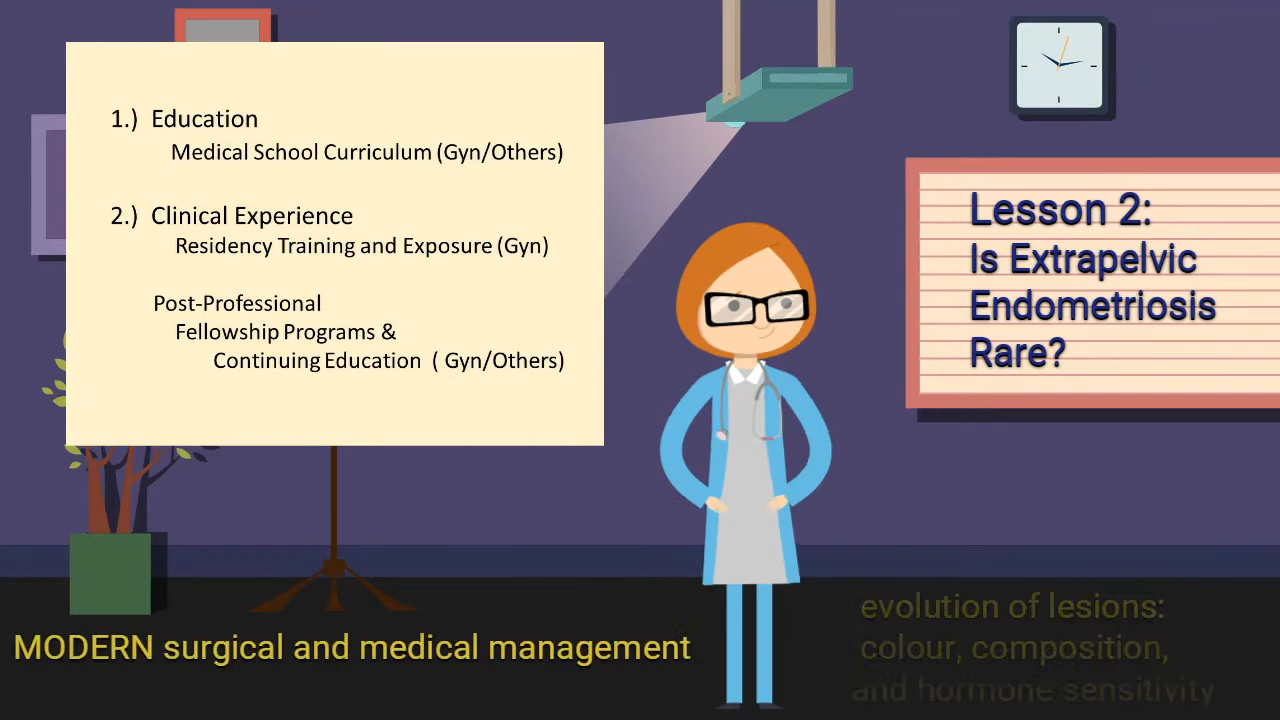 1.) Education
Medical School Curriculum (Gyn/Others)
2.) Clinical Experience
Residency Training and Exposure (Gyn)
Post-Professional
Fellowship Programs &
Continuing Education ( Gyn/Others)
Lesson 2:
Is Extrapelvic
Endometriosis
Rare?
MODERN surgical and medical management
evolution of lesions:
colour, composition,
and hormone sensitivity